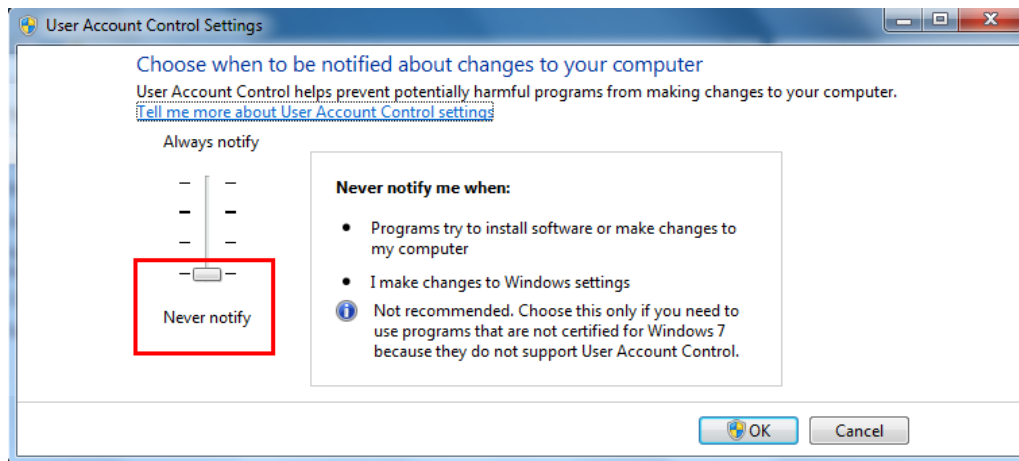 User Account Control Settings
Choose when to be notified about changes to your computer
User Account Control helps prevent potentially harmful programs from making changes to your computer.
Tell me more about User Account Control settings
Always notify
Never notify me when:
Programs try to install software or make changes to
my computer
I make changes to Windows settings
Never notify
Not recommended. Choose this only if you need to
use programs that are not certified for Windows 7
because they do not support User Account Control.
OK
Cancel